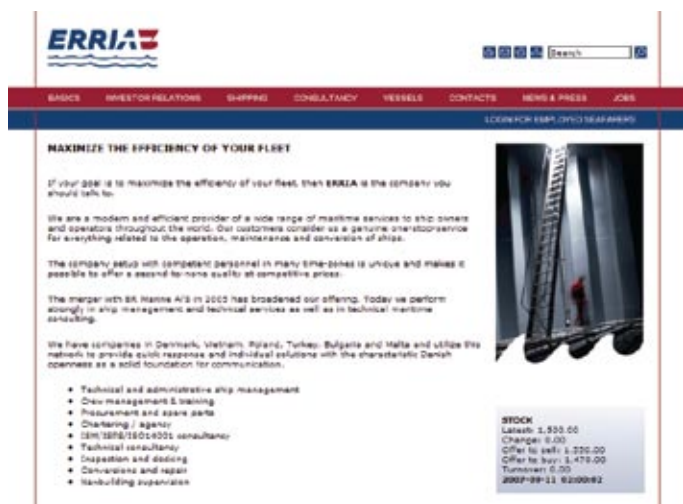 ERRIA
Search
BASICS INVESTOR RELATIONS SHIPPING CONSULTANCY VESSELS CONTACTS NEWS & PRESS JOBS
LOGIN FOR EMPLOYED SEAFARERS
MAXIMIZE THE EFFICIENCY OF YOUR FLEET
If your goal is to maximize the efficiency of your fleet, then ERRIA is the company you
should talk to.
We are a modern and efficient provider of a wide range of maritime services to ship owners
and operators throughout the world. Our customers consider us a genuine one-stop-service
for everything related to the operation, maintenance and conversion of ships.
The company setup with competent personnel in many time-zones is unique and makes it
possible to offer a second-to-none quality at competitive prices.
The merger with BR Marine A/S in 2005 has broadened our offering. Today we perform
strongly in ship management and technical services as well as in technical maritime
consulting.
We have companies in Denmark, Vietnam, Poland, Turkey, Bulgaria and Malta and utilize this
network to provide quick response and individual solutions with the characteristic Danish
openness as a solid foundation for communication.
• Technical and administrative ship management
• Crew management & training
• Procurement and spare parts
• Chartering / agency
• ISM/ISPS/ISO14001 consultancy
• Technical consultancy
• Inspection and docking
• Conversions and repair
• Newbuilding supervision
STOCK
Latest: 1,500.00
Change: 0.00
Offer to sell: 1,550.00
Offer to buy: 1,470.00
Turnover: 0.00
2007-09-11 02:00:02